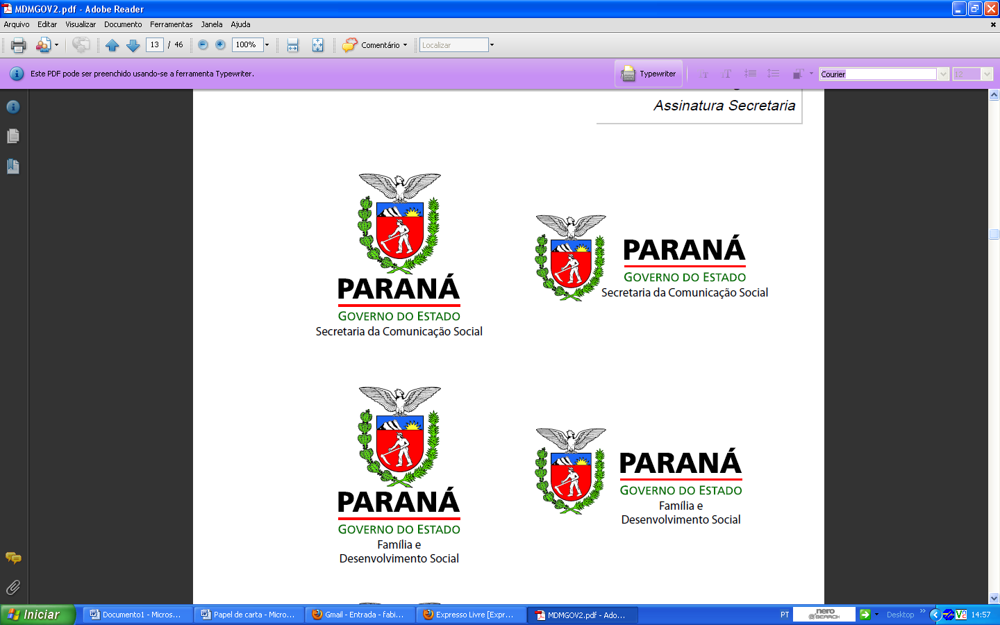 MDMGOV2.pdf - Adobe Reader
Arquivo Editar Visualizar Documento Ferramentas Janela Ajuda
13 / 46 100% Comentário Localizar
Este PDF pode ser preenchido usando-se a ferramenta Typewriter. Typewriter Courier 12
Assinatura Secretaria
PARANÁ
GOVERNO DO ESTADO
Secretaria da Comunicação Social
PARANÁ
GOVERNO DO ESTADO
Secretaria da Comunicação Social
PARANÁ
GOVERNO DO ESTADO
Família e
Desenvolvimento Social
PARANÁ
GOVERNO DO ESTADO
Família e
Desenvolvimento Social
Iniciar Documento1 - Micros... Papel de carta - Micro... Gmail - Entrada - fabi... Expresso Livre [Expr... MDMGOV2.pdf - Ado... PT nero SEARCH Desktop 14:57